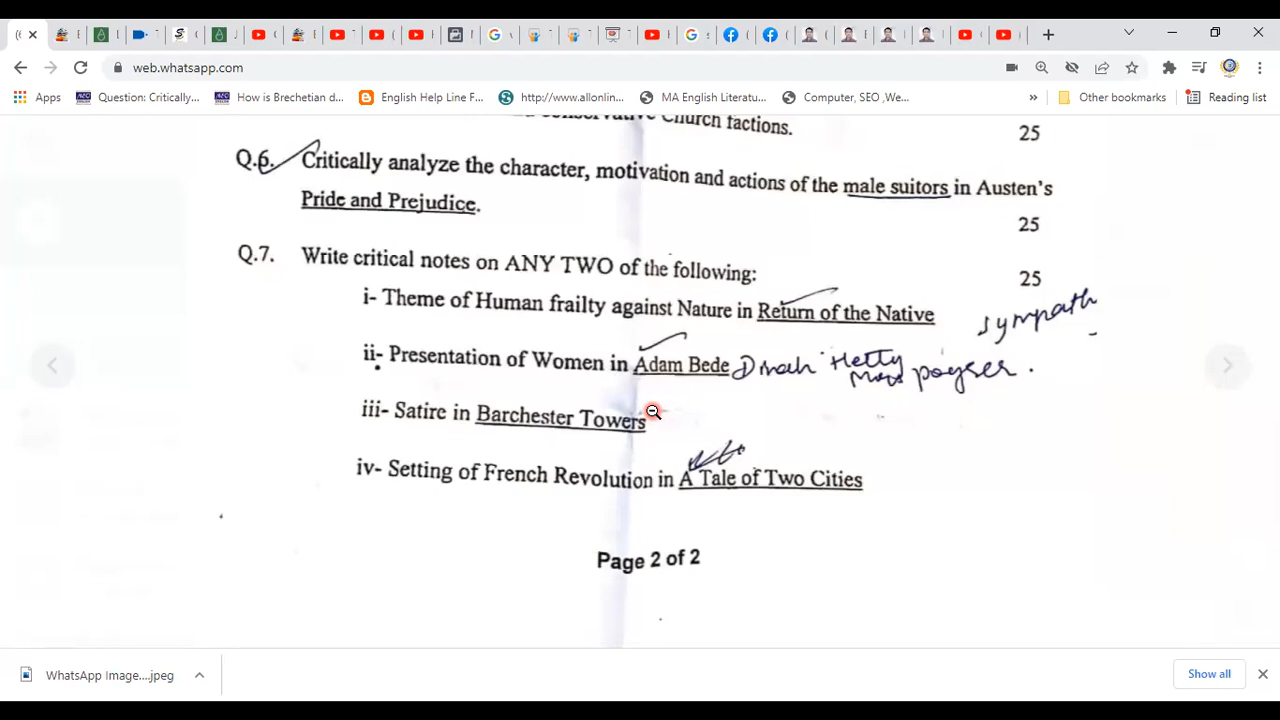 web.whatsapp.com
Apps
Question: Critically...
How is Brechetian d...
English Help Line F...
http://www.allonlin...
MA English Literatu...
Computer, SEO ,We...
»
Other bookmarks
Reading list
Church factions.
25
Q.6. Critically analyze the character, motivation and actions of the male suitors in Austen's
Pride and Prejudice.
25
Q.7. Write critical notes on ANY TWO of the following:
25
i- Theme of Human frailty against Nature in Return of the Native
sympath
ii- Presentation of Women in Adam Bede Dinah Hetty
Mrs poyser.
iii- Satire in Barchester Towers
iv- Setting of French Revolution in A Tale of Two Cities
Page 2 of 2
WhatsApp Image....jpeg
Show all